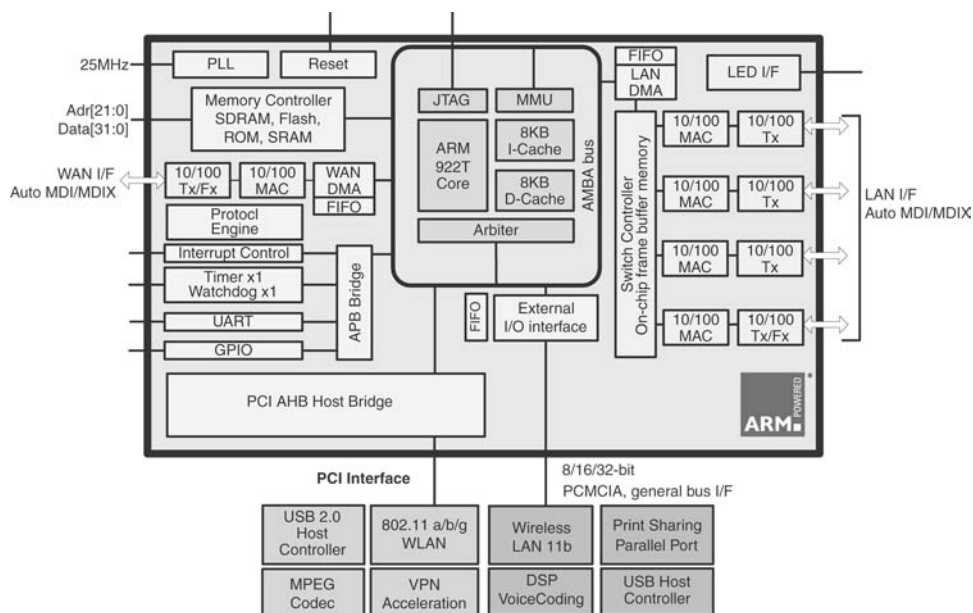 25MHz
PLL
Reset
Adr[21:0]
Data[31:0]
Memory Controller
SDRAM, Flash,
ROM, SRAM
WAN I/F
Auto MDI/MDIX
10/100
Tx/Fx
10/100
MAC
WAN
DMA
FIFO
Protocl
Engine
Interrupt Control
Timer x1
Watchdog x1
UART
GPIO
APB Bridge
PCI AHB Host Bridge
JTAG
MMU
ARM
922T
Core
8KB
I-Cache
8KB
D-Cache
Arbiter
AMBA bus
FIFO
External
I/O interface
FIFO
LAN
DMA
LED I/F
Switch Controller
On-chip frame buffer memory
10/100
MAC
10/100
Tx
10/100
MAC
10/100
Tx
10/100
MAC
10/100
Tx
10/100
MAC
10/100
Tx/Fx
LAN I/F
Auto MDI/MDIX
ARM.
POWERED
®
PCI Interface
8/16/32-bit
PCMCIA, general bus I/F
USB 2.0
Host
Controller
802.11 a/b/g
WLAN
Wireless
LAN 11b
Print Sharing
Parallel Port
MPEG
Codec
VPN
Acceleration
DSP
VoiceCoding
USB Host
Controller